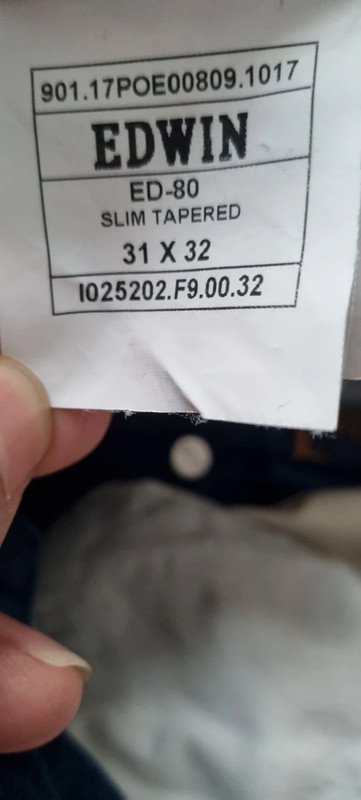 901.17POE00809.1017
EDWIN
ED-80
SLIM TAPERED
31 X 32
I025202.F9.00.32